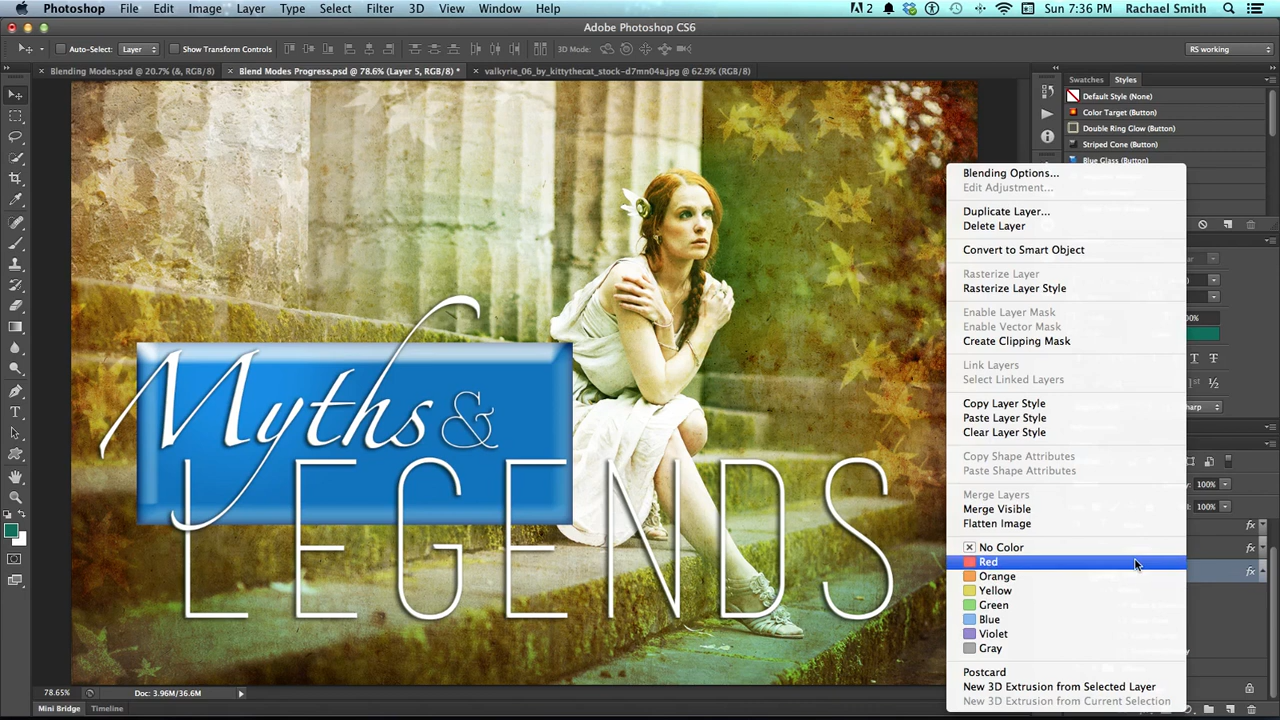 Photoshop File Edit Image Layer Type Select Filter 3D View Window Help
2 Sun 7:36 PM Rachael Smith
Adobe Photoshop CS6
Auto-Select: Layer Show Transform Controls 3D Mode: RS working
Blending Modes.psd @ 20.7% (&, RGB/8)
Blend Modes Progress.psd @ 78.6% (Layer 5, RGB/8) *
valkyrie_06_by_kittythecat_stock-d7mn04a.jpg @ 62.9% (RGB/8)
Swatches Styles
Default Style (None)
Color Target (Button)
Double Ring Glow (Button)
Striped Cone (Button)
Blue Glass (Button)
Myths &
LEGENDS
Blending Options...
Edit Adjustment...
Duplicate Layer...
Delete Layer
Convert to Smart Object
Rasterize Layer
Rasterize Layer Style
Enable Layer Mask
Enable Vector Mask
Create Clipping Mask
Link Layers
Select Linked Layers
Copy Layer Style
Paste Layer Style
Clear Layer Style
Copy Shape Attributes
Paste Shape Attributes
Merge Layers
Merge Visible
Flatten Image
No Color
Red
Orange
Yellow
Green
Blue
Violet
Gray
Postcard
New 3D Extrusion from Selected Layer
New 3D Extrusion from Current Selection
100%
100%
fx
fx
fx
78.65% Doc: 3.96M/36.6M
Mini Bridge Timeline